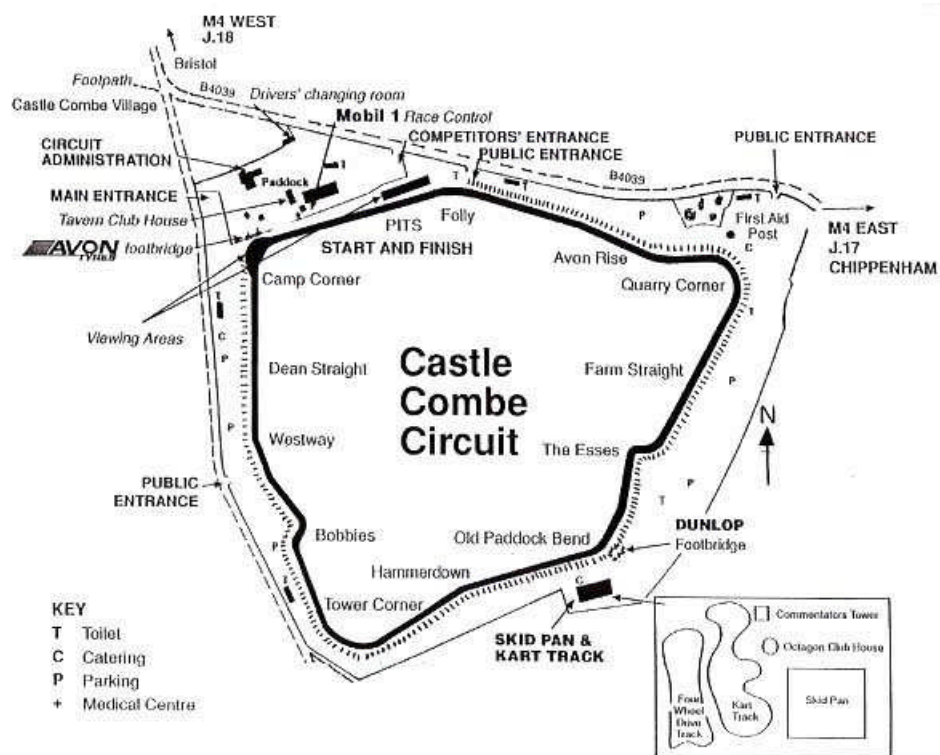 M4 WEST
J.18
Bristol
Footpath
Castle Combe Village
B4039
Drivers' changing room
Mobil 1 Race Control
COMPETITORS' ENTRANCE
PUBLIC ENTRANCE
PUBLIC ENTRANCE
B4039
CIRCUIT
ADMINISTRATION
Paddock
T
T
T
T
MAIN ENTRANCE
Tavern Club House
AVON
TYRES
footbridge
PITS
Folly
START AND FINISH
P
First Aid
Post
C
M4 EAST
J.17
CHIPPENHAM
Avon Rise
Camp Corner
Quarry Corner
T
T
C
P
Viewing Areas
Castle
Combe
Circuit
Dean Straight
Farm Straight
P
N
P
Westway
The Esses
P
T
PUBLIC
ENTRANCE
Bobbies
P
Old Paddock Bend
DUNLOP
Footbridge
Hammerdown
T
C
Tower Corner
SKID PAN &
KART TRACK
KEY
T Toilet
C Catering
P Parking
+ Medical Centre
Commentators Tower
Octagon Club House
Four
Wheel
Drive
Track
Kart
Track
Skid Pan